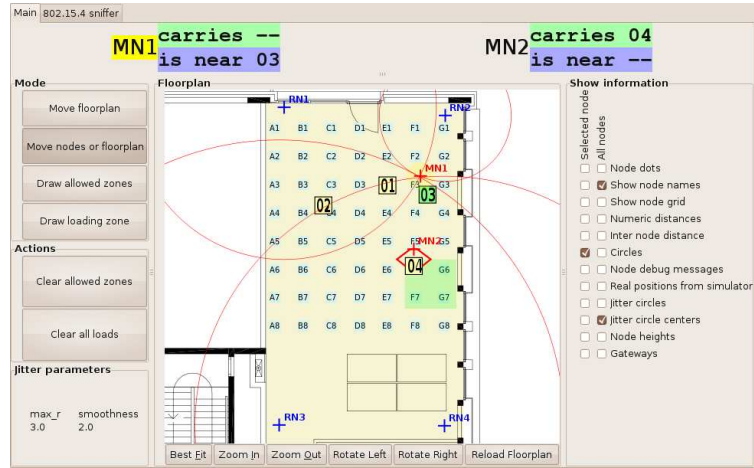 Main 802.15.4 sniffer
MN1 carries --
is near 03
MN2 carries 04
is near --
Mode
Move floorplan
Move nodes or floorplan
Draw allowed zones
Draw loading zone
Actions
Clear allowed zones
Clear all loads
Jitter parameters
max_r smoothness
3.0 2.0
Floorplan
RN1
RN2
A1 B1 C1 D1 E1 F1 G1
A2 B2 C2 D2 E2 F2 G2
MN1
A3 B3 C3 D3 01 F3 G3
03
02
A4 B4 C4 D4 E4 F4 G4
MN2
A5 B5 C5 D5 E5 F5 G5
04
A6 B6 C6 D6 E6 G6
A7 B7 C7 D7 E7 F7 G7
A8 B8 C8 D8 E8 F8 G8
RN3
RN4
Best Fit Zoom In Zoom Out Rotate Left Rotate Right Reload Floorplan
Show information
Selected node
All nodes
Node dots
Show node names
Show node grid
Numeric distances
Inter node distance
Circles
Node debug messages
Real positions from simulator
Jitter circles
Jitter circle centers
Node heights
Gateways